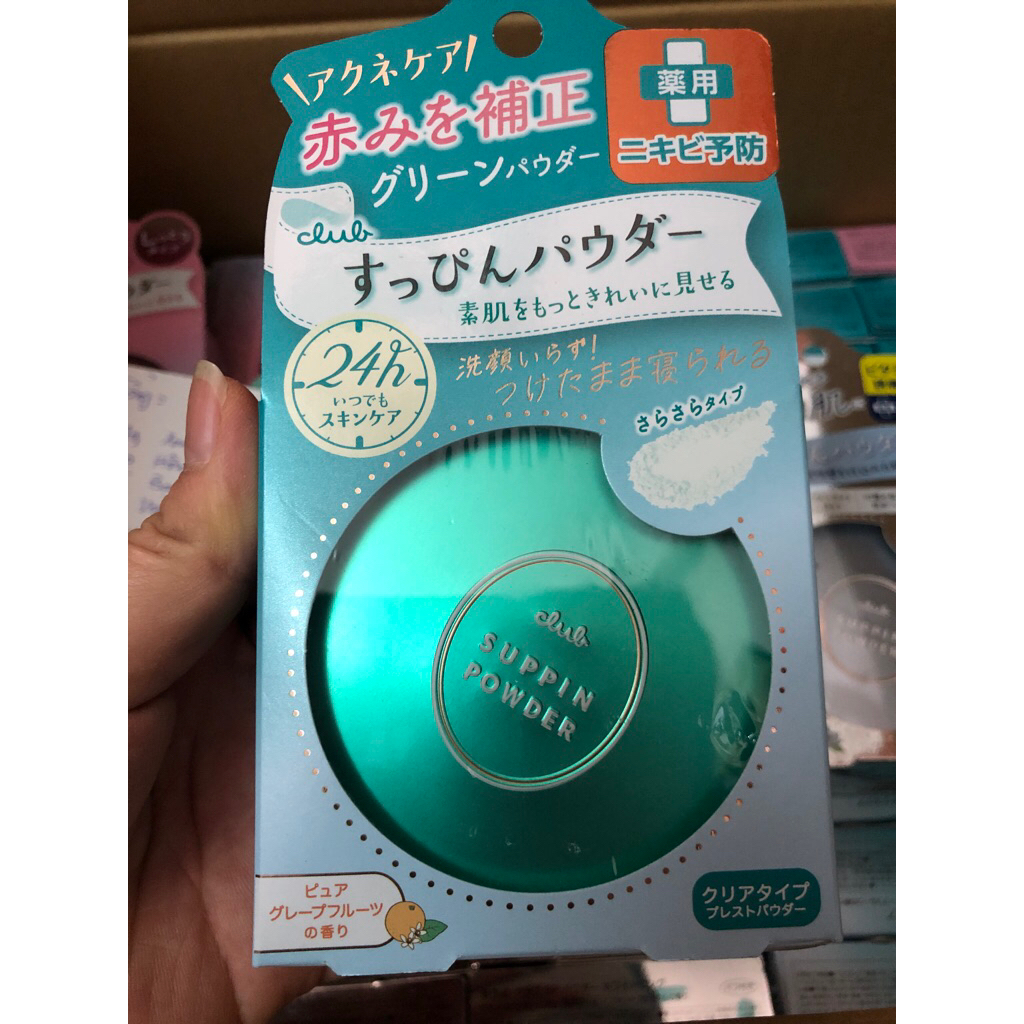 アクネケア
赤みを補正
グリーンパウダー
薬用
ニキビ予防
club
すっぴんパウダー
素肌をもっときれいに見せる
24h
いつでも
スキンケア
洗顔いらず!
つけたまま寝られる
さらさらタイプ
club
SUPPIN
POWDER
ピュア
グレープフルーツ
の香り
クリアタイプ
プレストパウダー